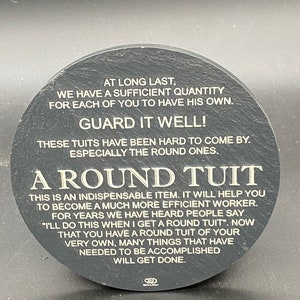 AT LONG LAST,
WE HAVE A SUFFICIENT QUANTITY
FOR EACH OF YOU TO HAVE HIS OWN.
GUARD IT WELL!
THESE TUITS HAVE BEEN HARD TO COME BY.
ESPECIALLY THE ROUND ONES.
A ROUND TUIT
THIS IS AN INDISPENSABLE ITEM. IT WILL HELP YOU
TO BECOME A MUCH MORE EFFICIENT WORKER.
FOR YEARS WE HAVE HEARD PEOPLE SAY
"I'LL DO THIS WHEN I GET A ROUND TUIT". NOW
THAT YOU HAVE A ROUND TUIT OF YOUR
VERY OWN, MANY THINGS THAT HAVE
NEEDED TO BE ACCOMPLISHED
WILL GET DONE.